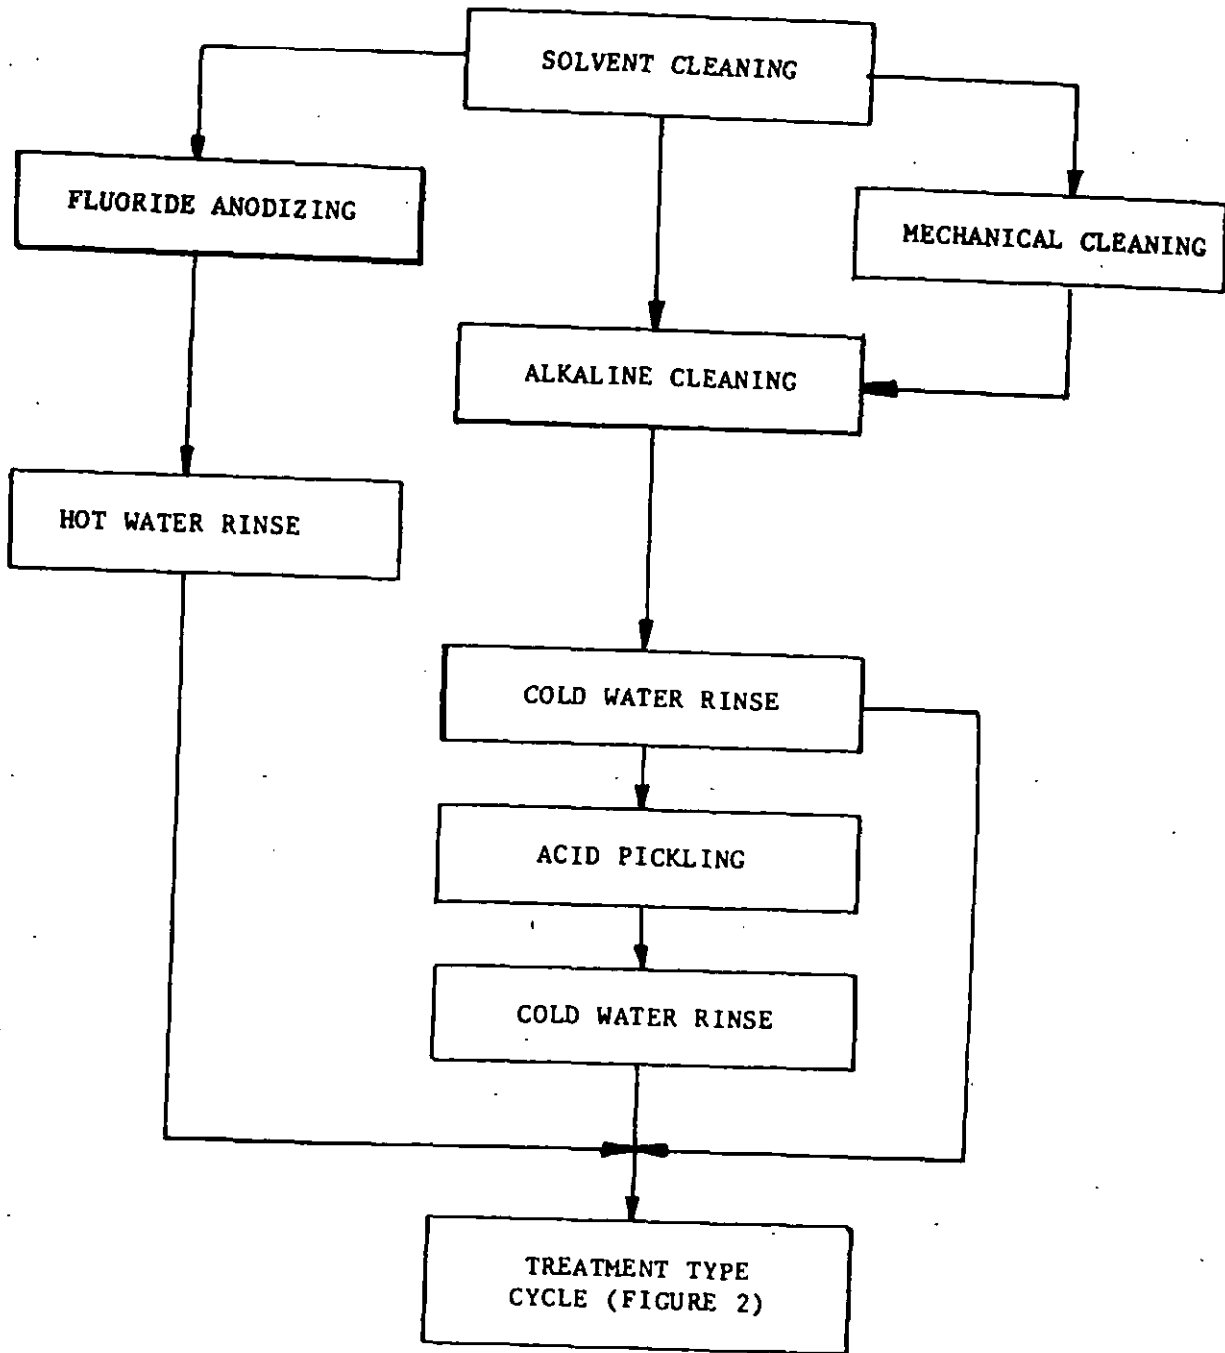 SOLVENT CLEANING
FLUORIDE ANODIZING
MECHANICAL CLEANING
ALKALINE CLEANING
HOT WATER RINSE
COLD WATER RINSE
ACID PICKLING
COLD WATER RINSE
TREATMENT TYPE
CYCLE (FIGURE 2)